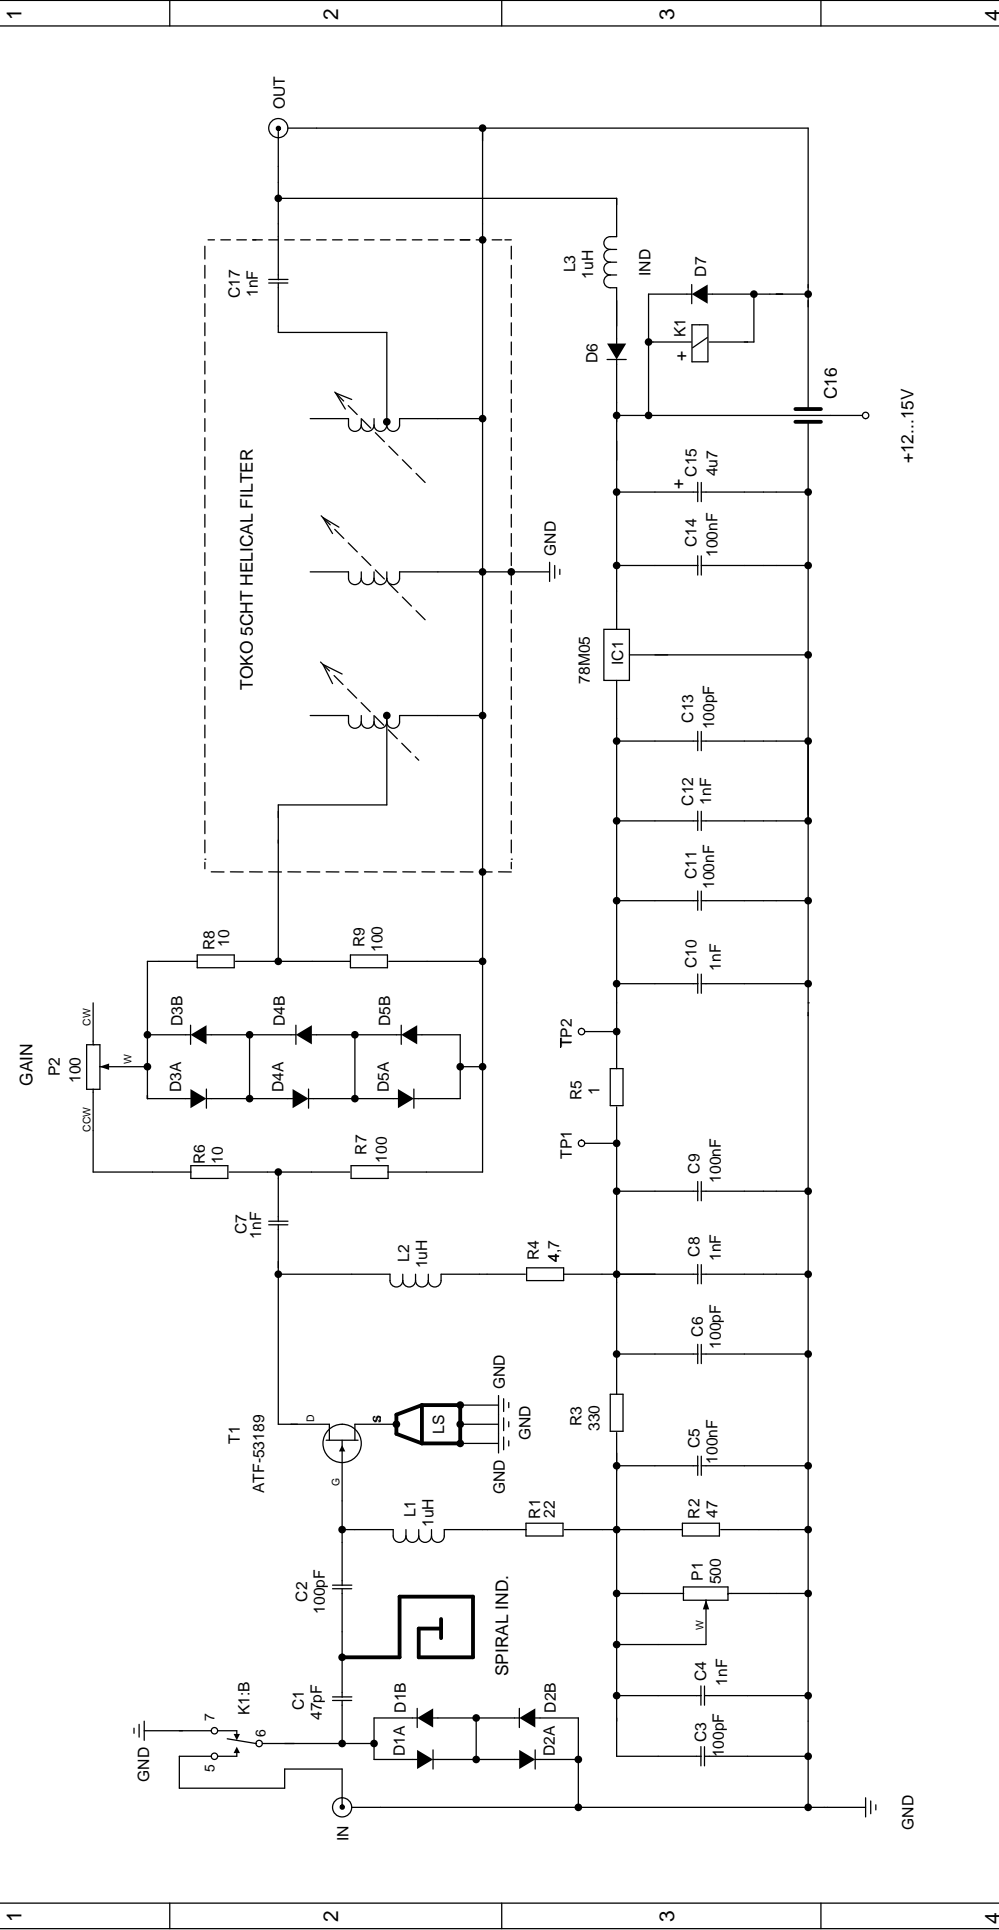 1
2
3
4
GAIN
P2
100
CCW
CW
W
R6
10
R7
100
D3A
D3B
D4A
D4B
D5A
D5B
R8
10
R9
100
TOKO 5CHT HELICAL FILTER
C17
1nF
OUT
GND
C7
1nF
T1
ATF-53189
D
G
S
LS
GND
GND
GND
L2
1uH
R4
4,7
GND
7
5
6
K1:B
IN
C1
47pF
C2
100pF
D1A
D1B
D2A
D2B
SPIRAL IND.
L1
1uH
R1
22
C3
100pF
C4
1nF
P1
500
W
R2
47
C5
100nF
R3
330
C6
100pF
C8
1nF
C9
100nF
TP1
R5
1
TP2
C10
1nF
C11
100nF
C12
1nF
C13
100pF
78M05
IC1
C14
100nF
+
C15
4u7
D6
L3
1uH
IND
+
K1
D7
C16
+12...15V
GND
1
2
3
4